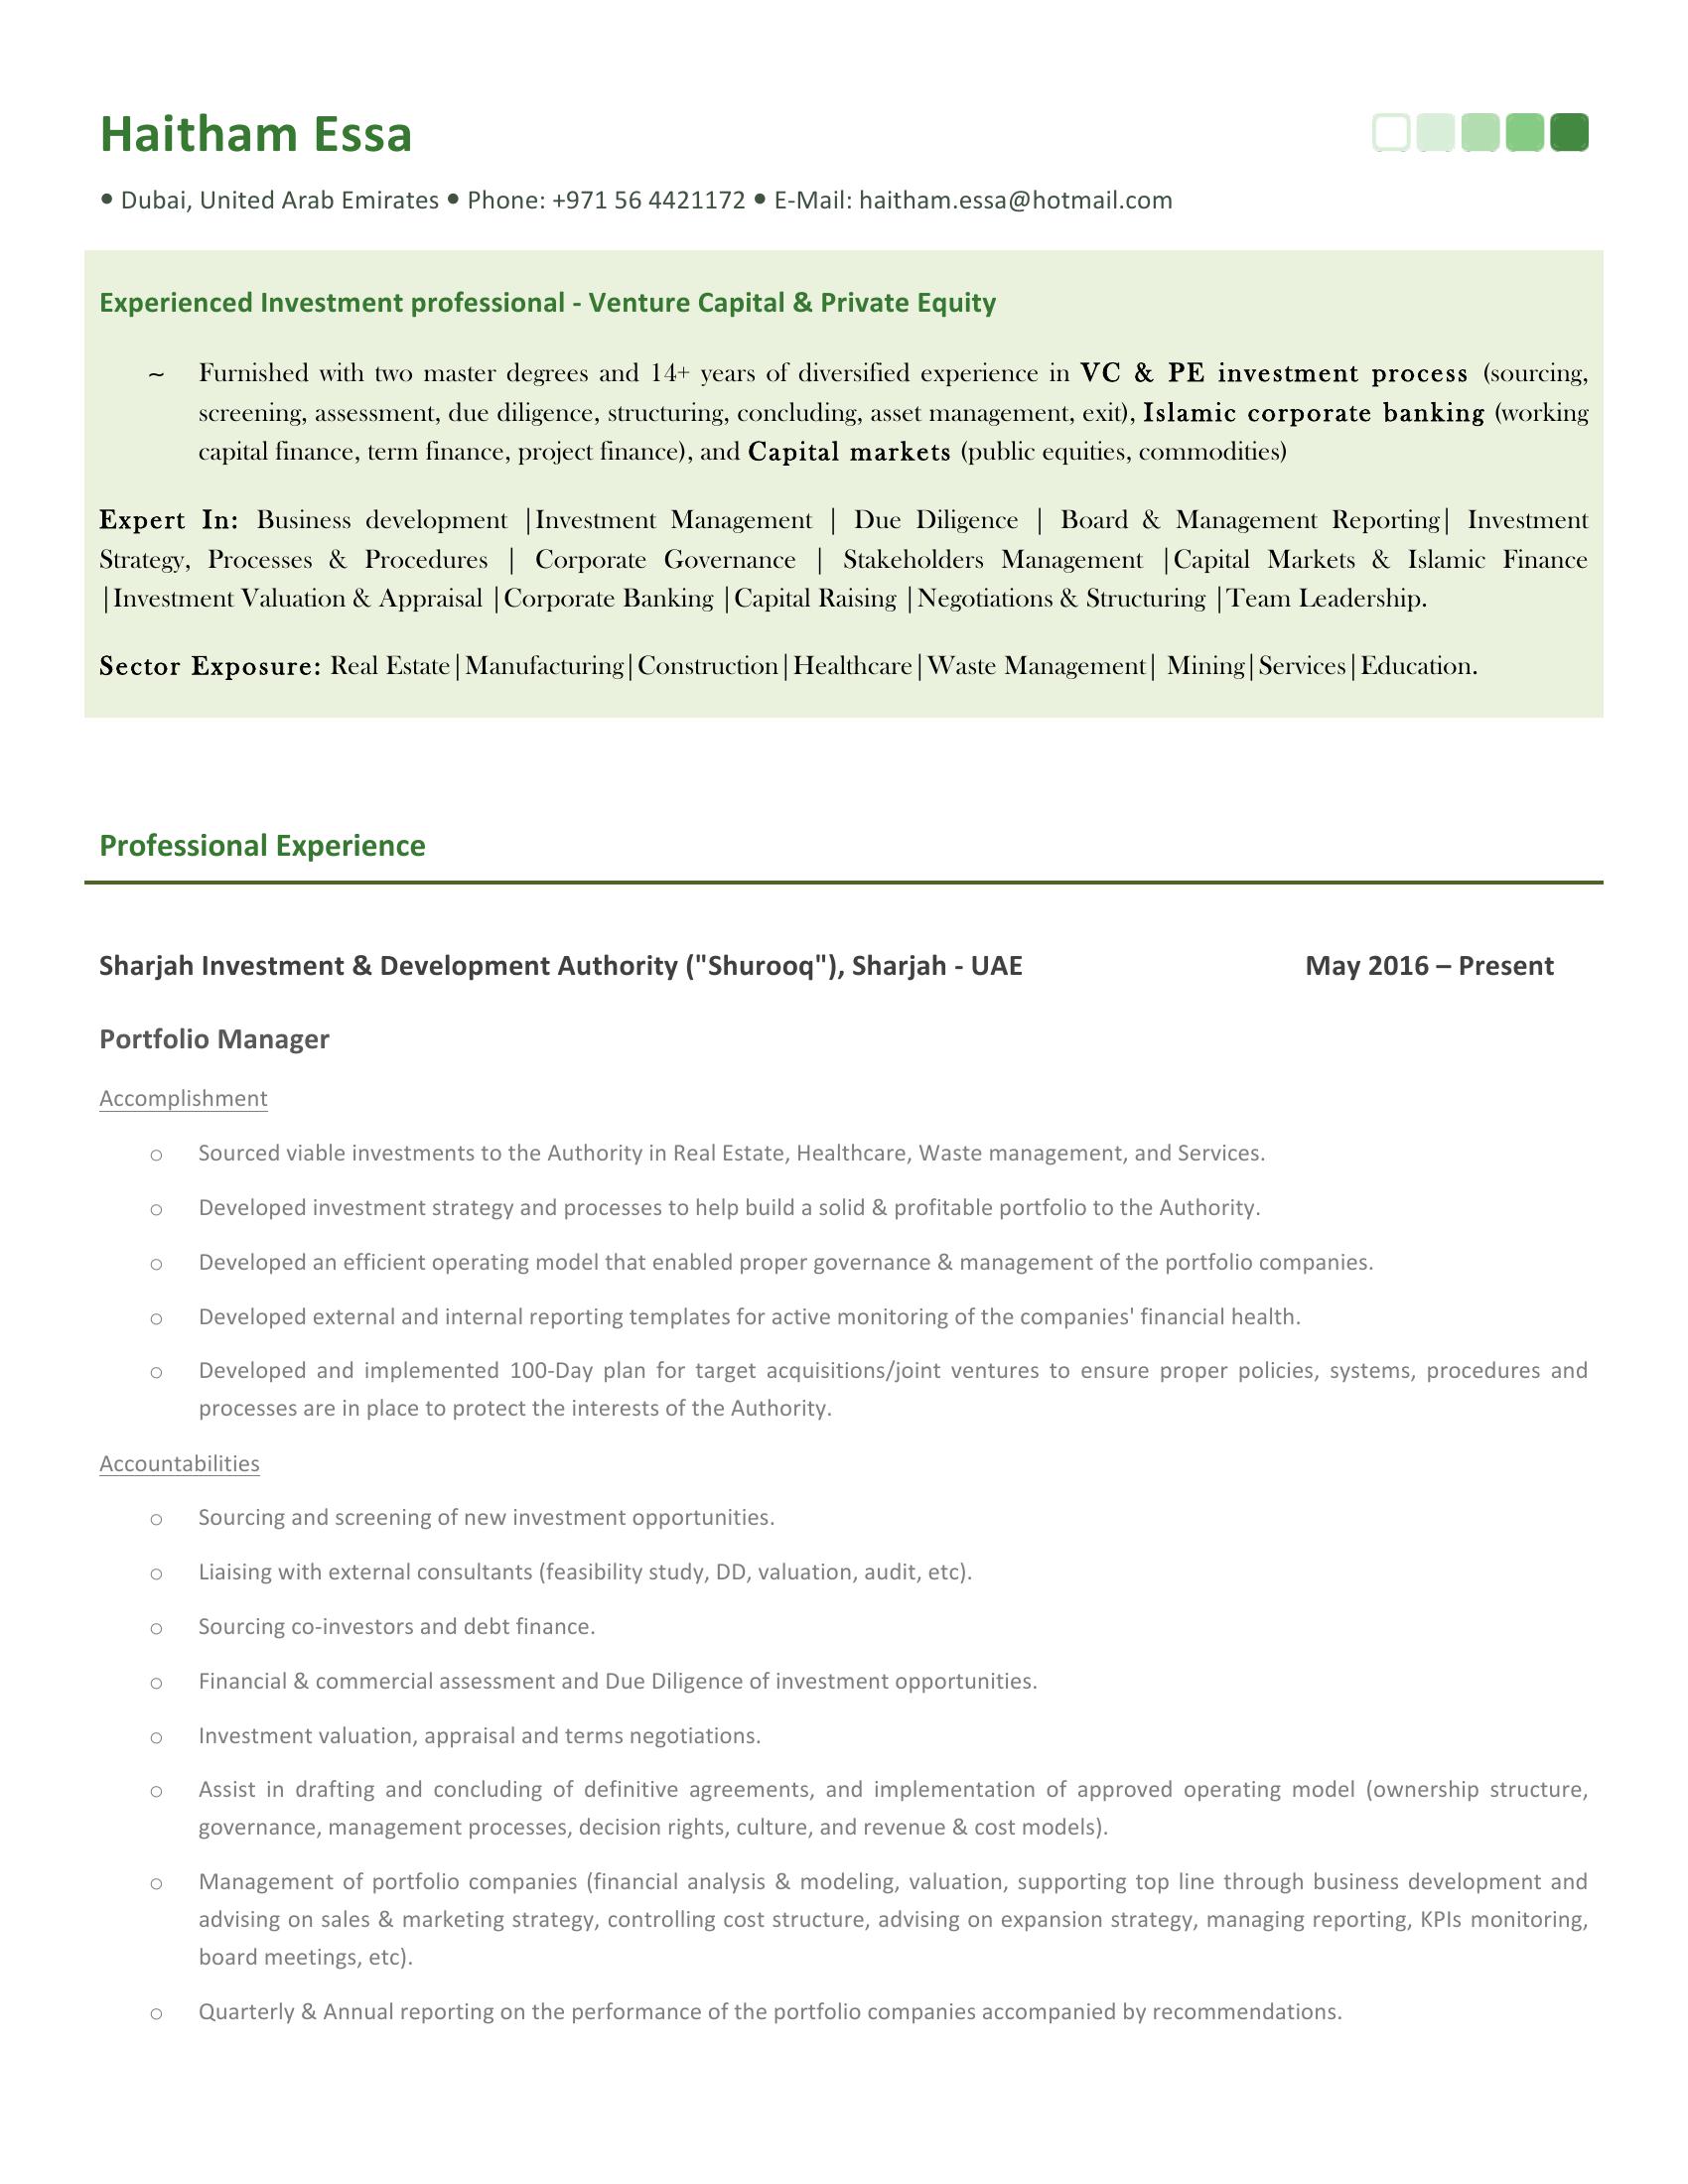 Haitham Essa
• Dubai, United Arab Emirates • Phone: +971 56 4421172 • E-Mail: haitham.essa@hotmail.com
Experienced Investment professional - Venture Capital & Private Equity
~ Furnished with two master degrees and 14+ years of diversified experience in VC & PE investment process (sourcing,
screening, assessment, due diligence, structuring, concluding, asset management, exit), Islamic corporate banking (working
capital finance, term finance, project finance), and Capital markets (public equities, commodities)
Expert In: Business development |Investment Management | Due Diligence | Board & Management Reporting| Investment
Strategy, Processes & Procedures | Corporate Governance | Stakeholders Management |Capital Markets & Islamic Finance
|Investment Valuation & Appraisal |Corporate Banking |Capital Raising |Negotiations & Structuring |Team Leadership.
Sector Exposure: Real Estate|Manufacturing|Construction|Healthcare|Waste Management| Mining|Services|Education.
Professional Experience
Sharjah Investment & Development Authority ("Shurooq"), Sharjah - UAE May 2016 – Present
Portfolio Manager
Accomplishment
o Sourced viable investments to the Authority in Real Estate, Healthcare, Waste management, and Services.
o Developed investment strategy and processes to help build a solid & profitable portfolio to the Authority.
o Developed an efficient operating model that enabled proper governance & management of the portfolio companies.
o Developed external and internal reporting templates for active monitoring of the companies' financial health.
o Developed and implemented 100-Day plan for target acquisitions/joint ventures to ensure proper policies, systems, procedures and
processes are in place to protect the interests of the Authority.
Accountabilities
o Sourcing and screening of new investment opportunities.
o Liaising with external consultants (feasibility study, DD, valuation, audit, etc).
o Sourcing co-investors and debt finance.
o Financial & commercial assessment and Due Diligence of investment opportunities.
o Investment valuation, appraisal and terms negotiations.
o Assist in drafting and concluding of definitive agreements, and implementation of approved operating model (ownership structure,
governance, management processes, decision rights, culture, and revenue & cost models).
o Management of portfolio companies (financial analysis & modeling, valuation, supporting top line through business development and
advising on sales & marketing strategy, controlling cost structure, advising on expansion strategy, managing reporting, KPIs monitoring,
board meetings, etc).
o Quarterly & Annual reporting on the performance of the portfolio companies accompanied by recommendations.